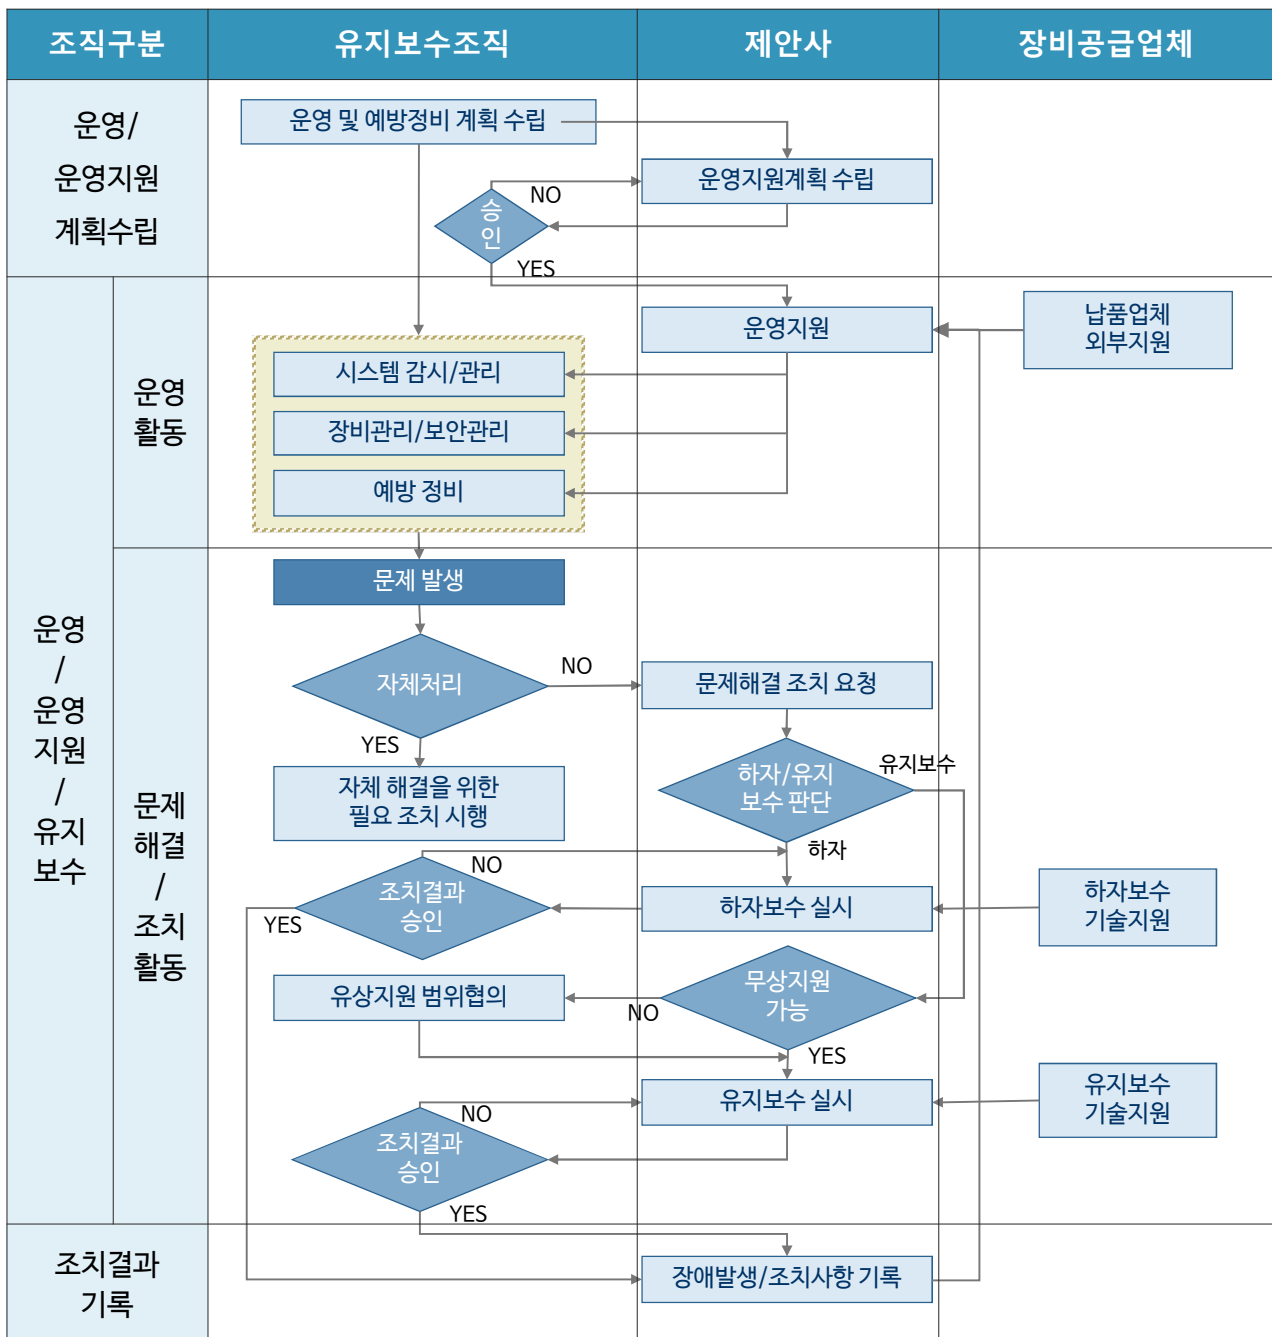 조직구분
유지보수조직
제안사
장비공급업체
운영/
운영지원
계획수립
운영 및 예방정비 계획 수립
운영지원계획 수립
NO
승
인
YES
운영
활동
운영지원
납품업체
외부지원
시스템 감시/관리
장비관리/보안관리
예방 정비
운영
/
운영
지원
/
유지
보수
문제
해결
/
조치
활동
문제 발생
자체처리
NO
문제해결 조치 요청
YES
자체 해결을 위한
필요 조치 시행
하자/유지
보수 판단
유지보수
하자
NO
조치결과
승인
YES
하자보수 실시
하자보수
기술지원
유상지원 범위협의
NO
무상지원
가능
YES
유지보수 실시
유지보수
기술지원
NO
조치결과
승인
YES
조치결과
기록
장애발생/조치사항 기록